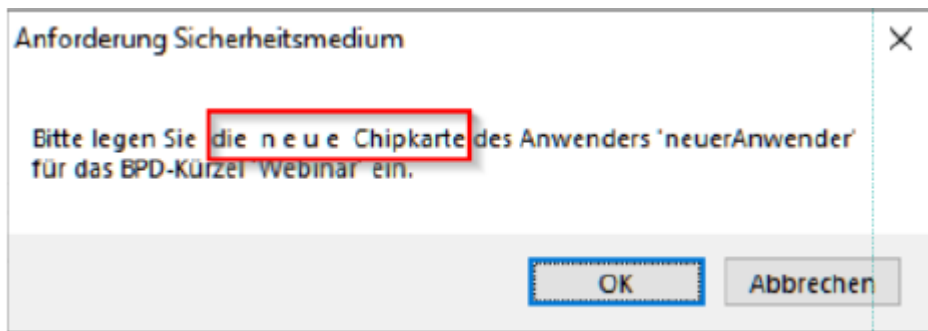 Anforderung Sicherheitsmedium
Bitte legen Sie die n e u e Chipkarte des Anwenders 'neuerAnwender'
für das BPD-Kürzel 'Webinar' ein.
OK
Abbrechen